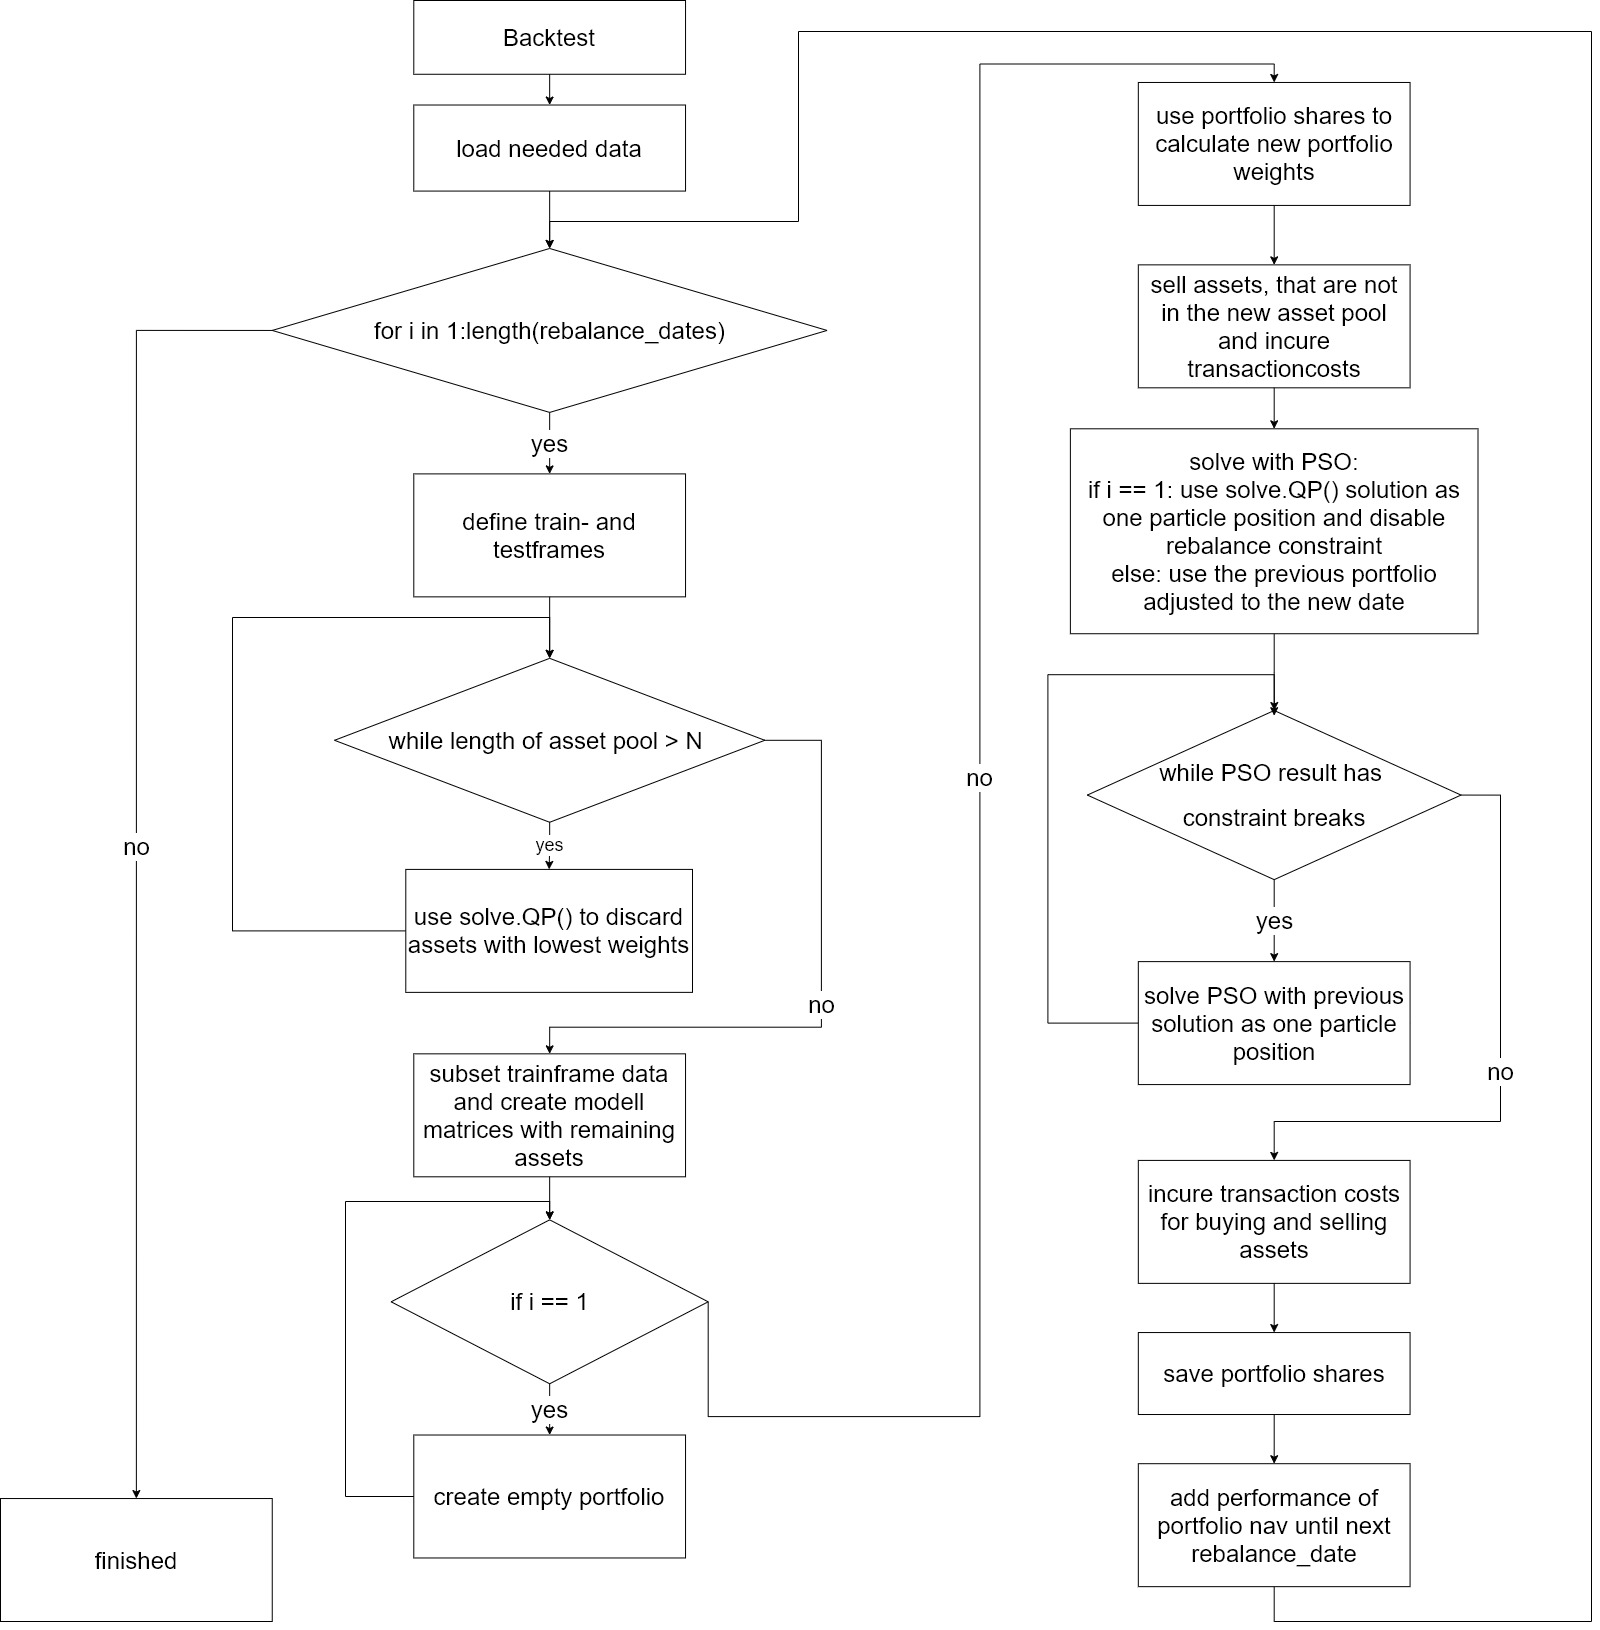 Backtest
load needed data
for i in 1:length(rebalance_dates)
yes
define train- and
testframes
while length of asset pool > N
yes
use solve.QP() to discard
assets with lowest weights
no
subset trainframe data
and create modell
matrices with remaining
assets
if i == 1
yes
create empty portfolio
no
finished
no
use portfolio shares to
calculate new portfolio
weights
sell assets, that are not
in the new asset pool
and incure
transactioncosts
solve with PSO:
if i == 1: use solve.QP() solution as
one particle position and disable
rebalance constraint
else: use the previous portfolio
adjusted to the new date
while PSO result has
constraint breaks
yes
solve PSO with previous
solution as one particle
position
no
incure transaction costs
for buying and selling
assets
save portfolio shares
add performance of
portfolio nav until next
rebalance_date